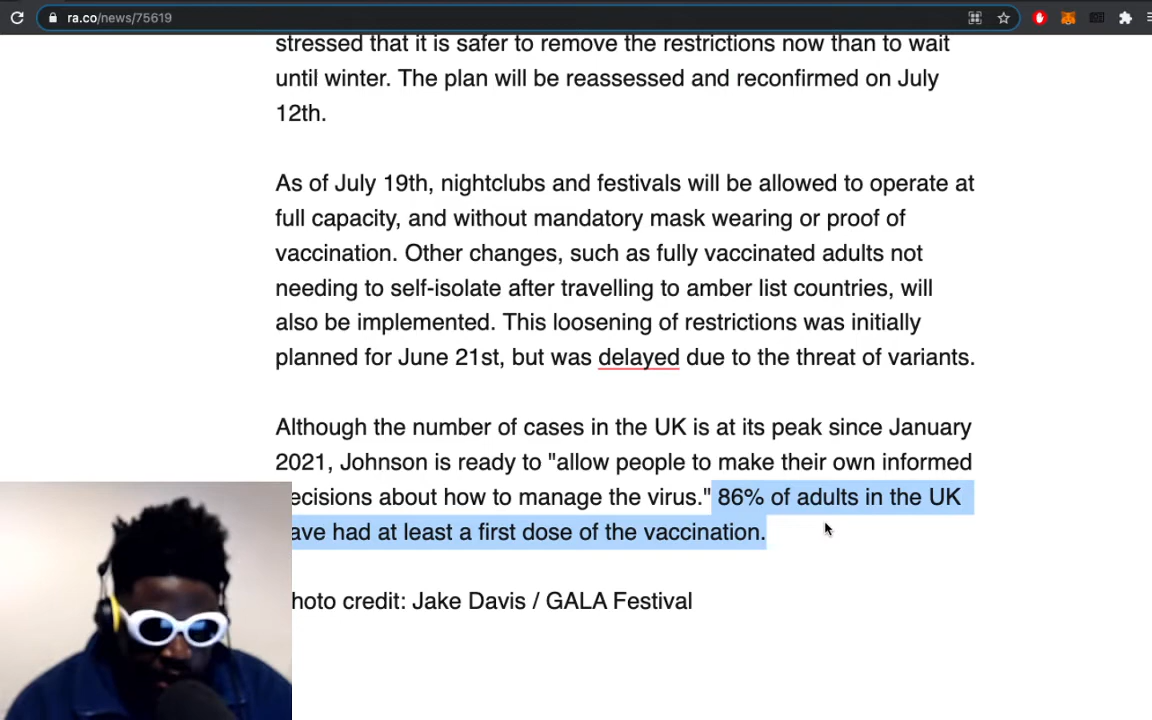 ra.co/news/75619
stressed that it is safer to remove the restrictions now than to wait
until winter. The plan will be reassessed and reconfirmed on July
12th.
As of July 19th, nightclubs and festivals will be allowed to operate at
full capacity, and without mandatory mask wearing or proof of
vaccination. Other changes, such as fully vaccinated adults not
needing to self-isolate after travelling to amber list countries, will
also be implemented. This loosening of restrictions was initially
planned for June 21st, but was delayed due to the threat of variants.
Although the number of cases in the UK is at its peak since January
2021, Johnson is ready to "allow people to make their own informed
ecisions about how to manage the virus." 86% of adults in the UK
ave had at least a first dose of the vaccination.
hoto credit: Jake Davis / GALA Festival